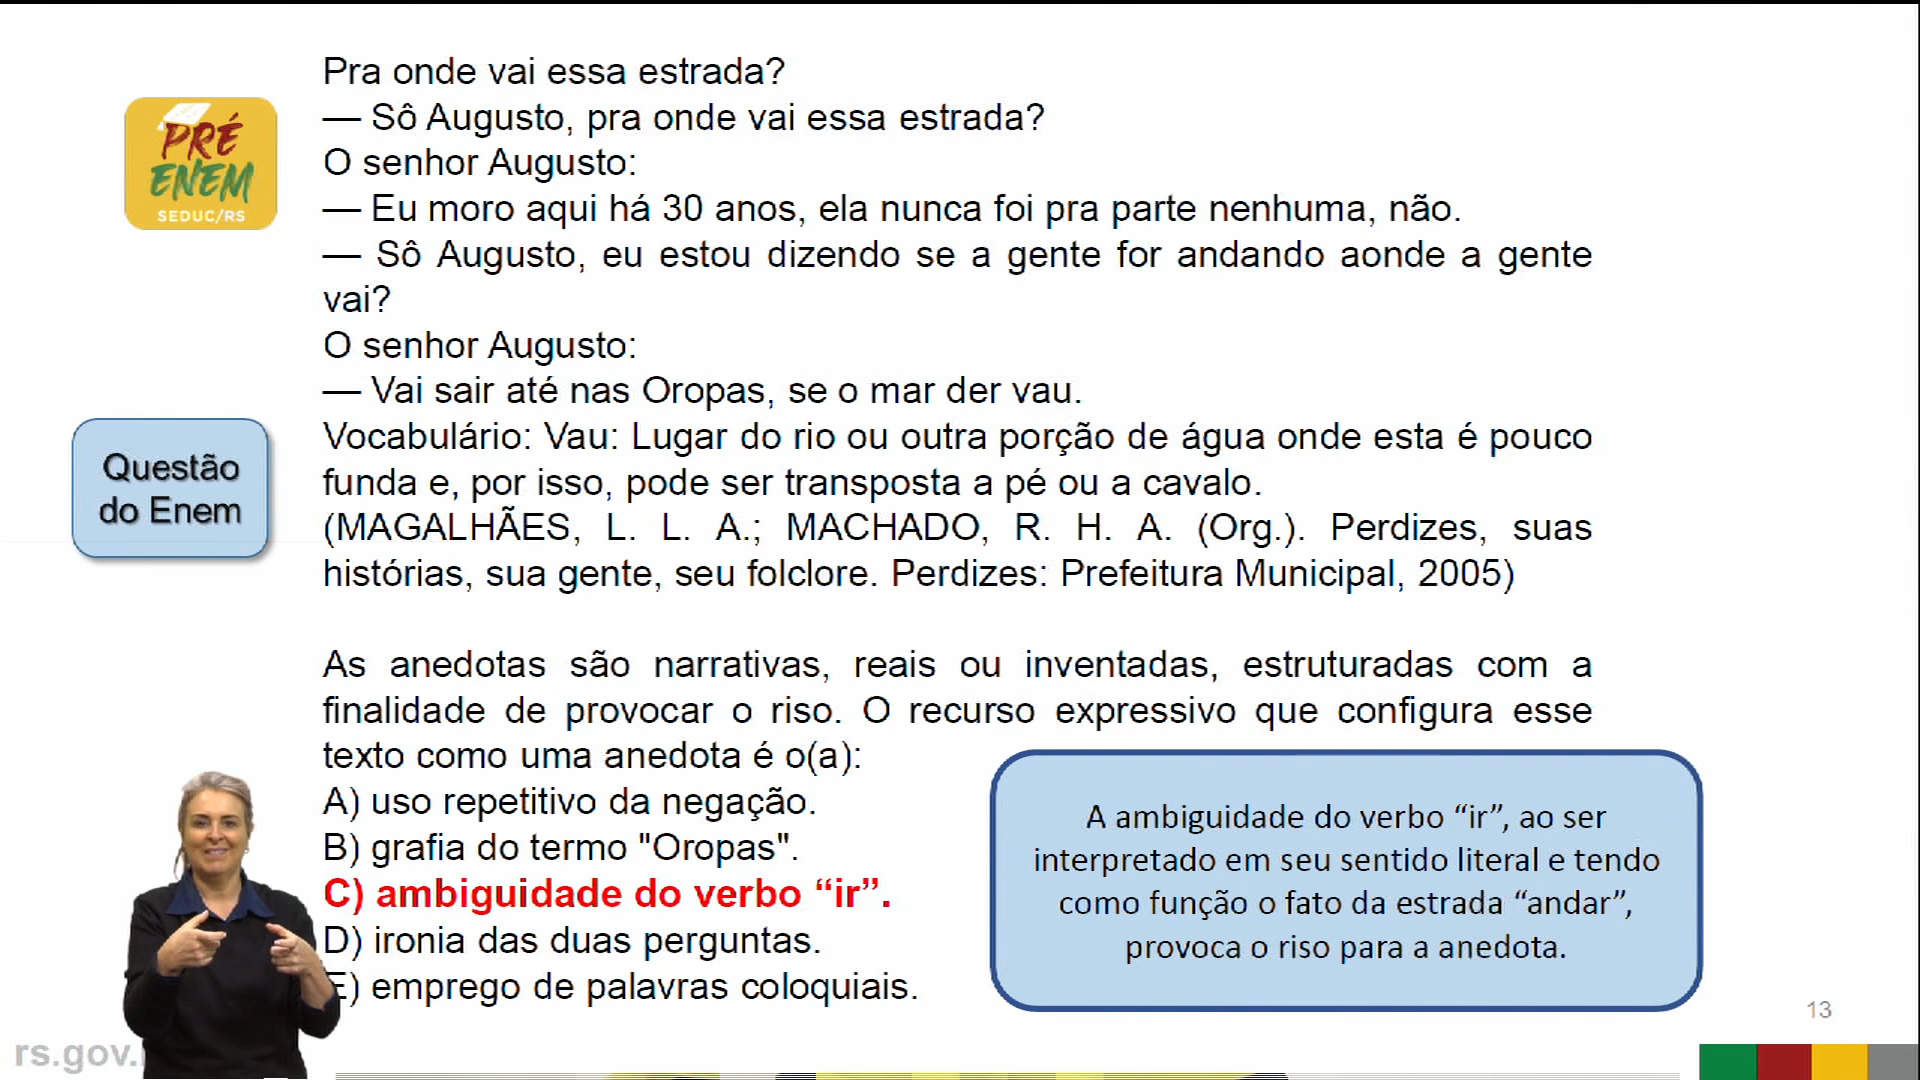 Pra onde vai essa estrada?
— Sô Augusto, pra onde vai essa estrada?
O senhor Augusto:
— Eu moro aqui há 30 anos, ela nunca foi pra parte nenhuma, não.
— Sô Augusto, eu estou dizendo se a gente for andando aonde a gente
vai?
O senhor Augusto:
— Vai sair até nas Oropas, se o mar der vau.
Vocabulário: Vau: Lugar do rio ou outra porção de água onde esta é pouco
funda e, por isso, pode ser transposta a pé ou a cavalo.
(MAGALHÃES, L. L. A.; MACHADO, R. H. A. (Org.). Perdizes, suas
histórias, sua gente, seu folclore. Perdizes: Prefeitura Municipal, 2005)
As anedotas são narrativas, reais ou inventadas, estruturadas com a
finalidade de provocar o riso. O recurso expressivo que configura esse
texto como uma anedota é o(a):
A) uso repetitivo da negação.
B) grafia do termo "Oropas".
C) ambiguidade do verbo “ir”.
D) ironia das duas perguntas.
E) emprego de palavras coloquiais.
PRÉ
ENEM
SEDUC/RS
Questão
do Enem
A ambiguidade do verbo “ir”, ao ser
interpretado em seu sentido literal e tendo
como função o fato da estrada “andar”,
provoca o riso para a anedota.
13
rs.gov.